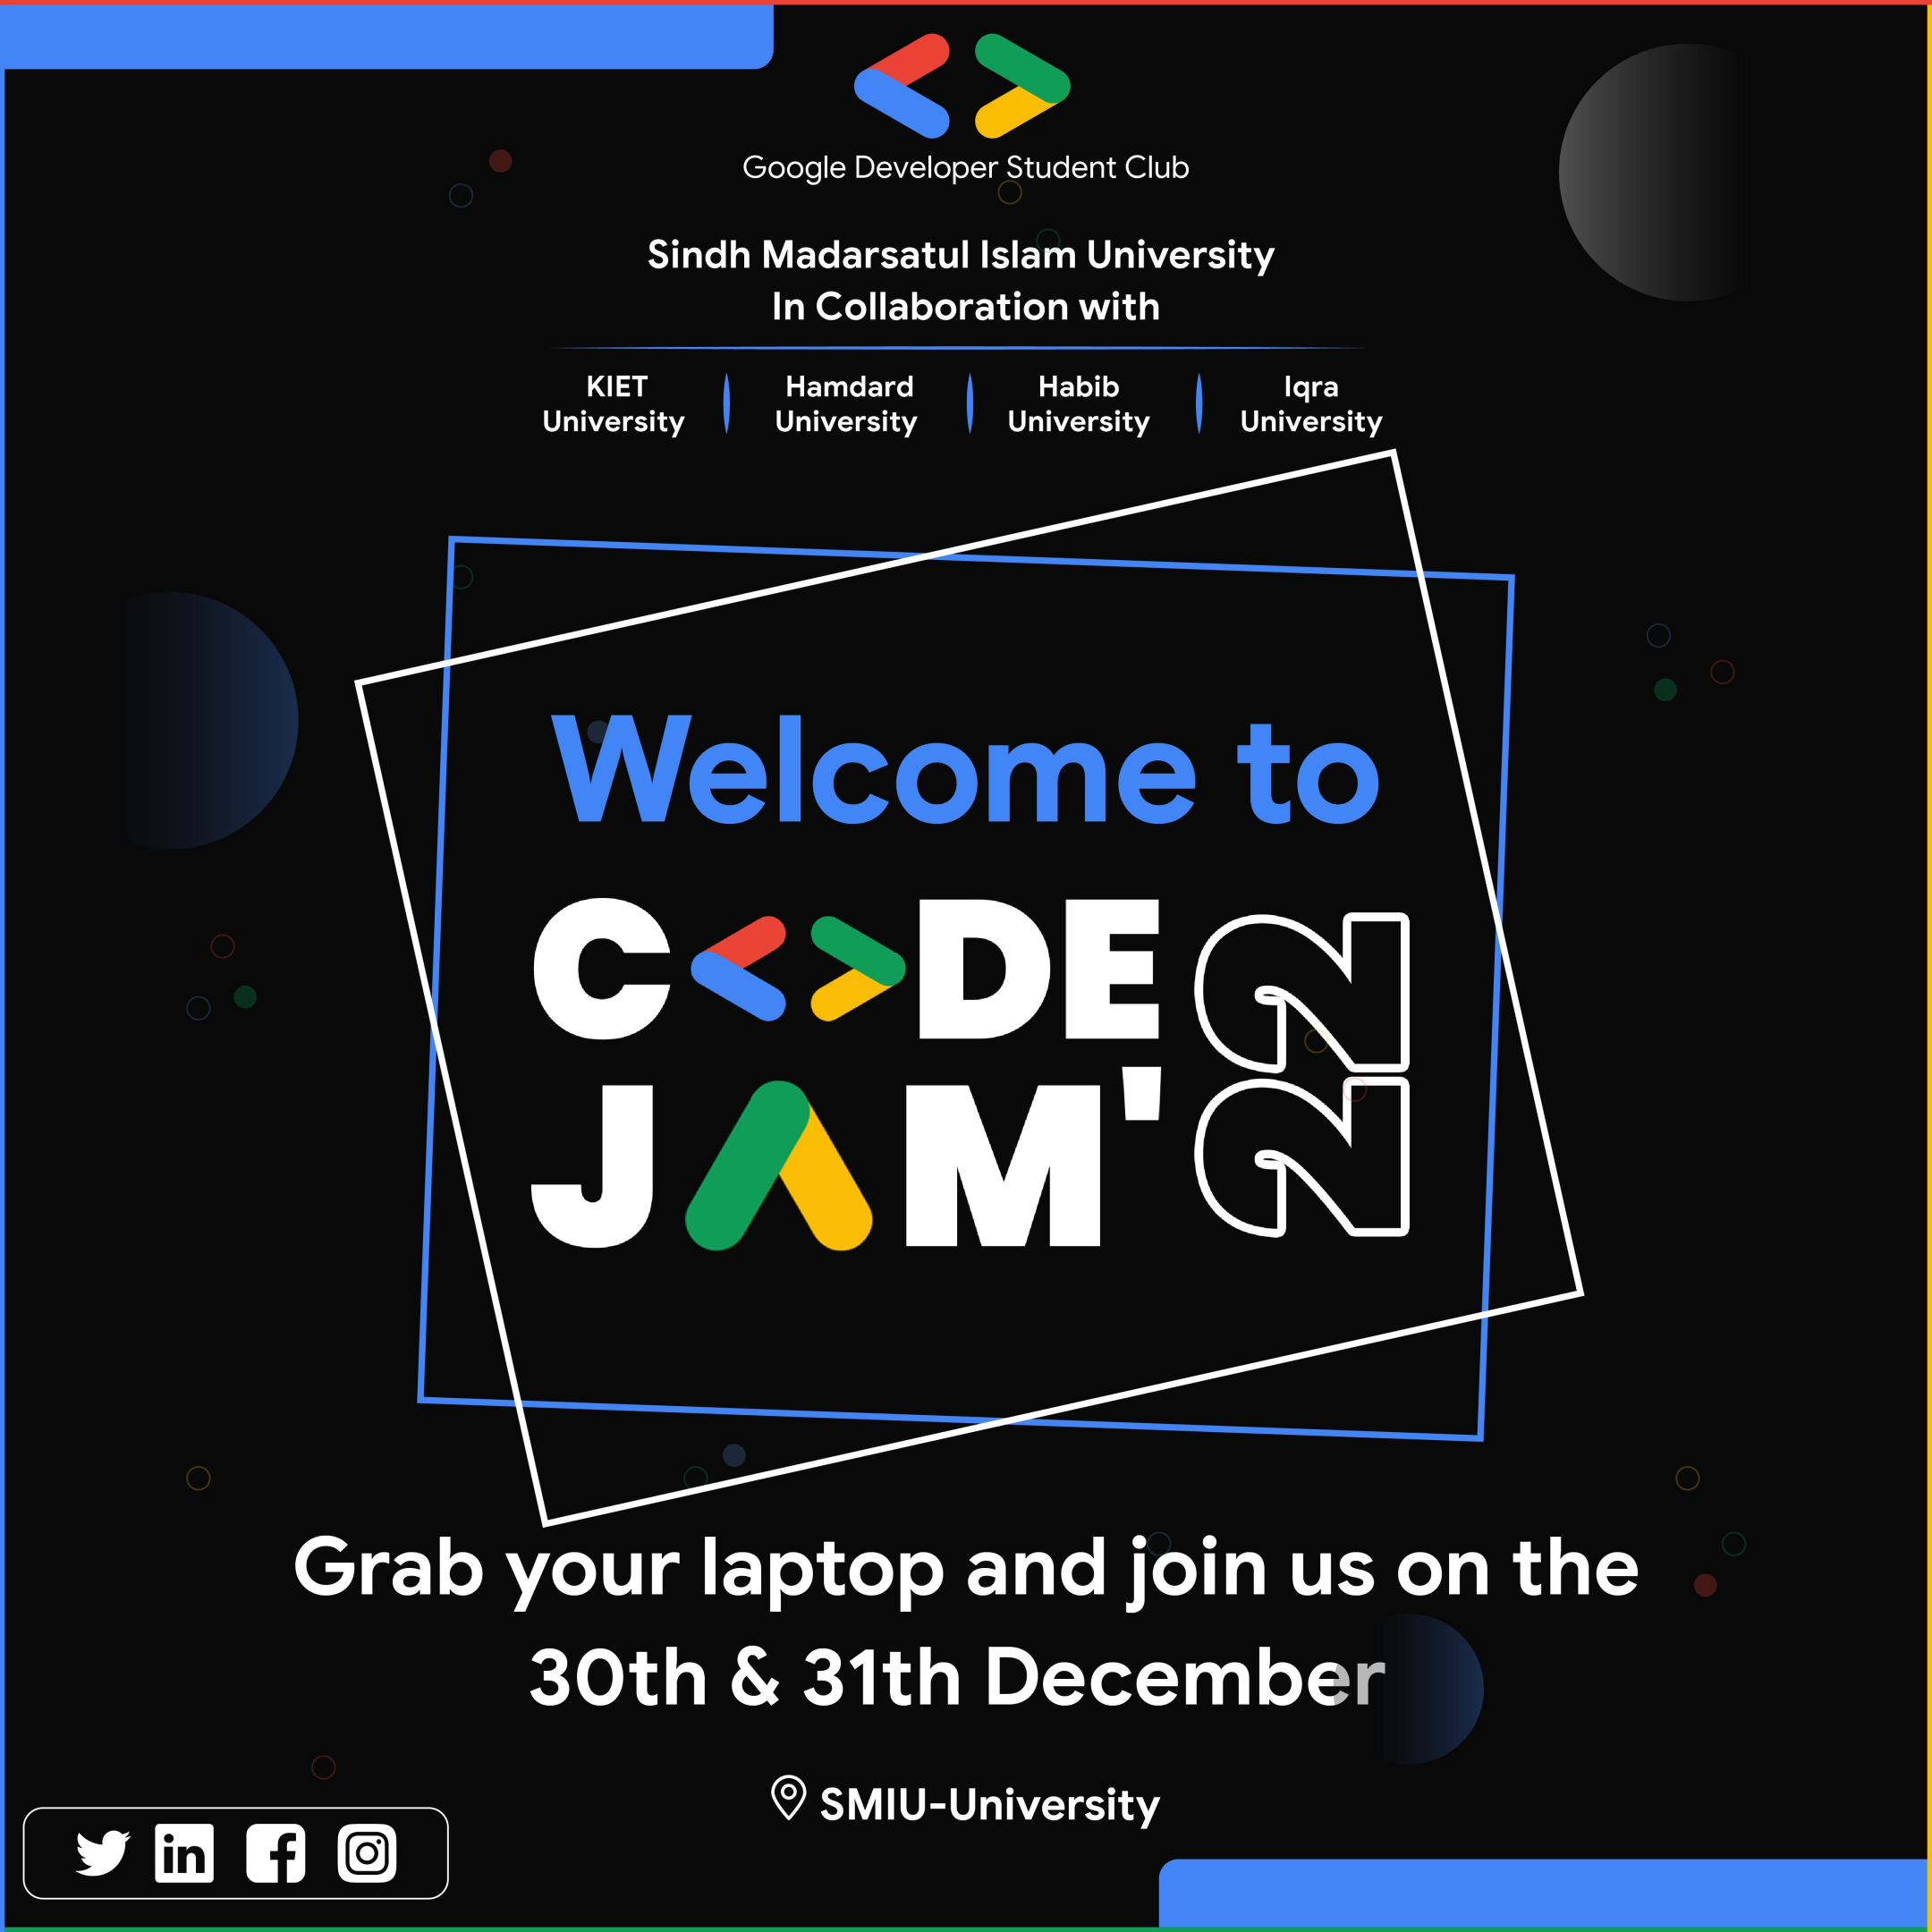 Google Developer Student Club
Sindh Madarsatul Islam University
In Collaboration with
KIET University
Hamdard University
Habib University
Iqra University
Welcome to
C<>DE
JAM'
22
Grab your laptop and join us on the
30th & 31th December
SMIU-University